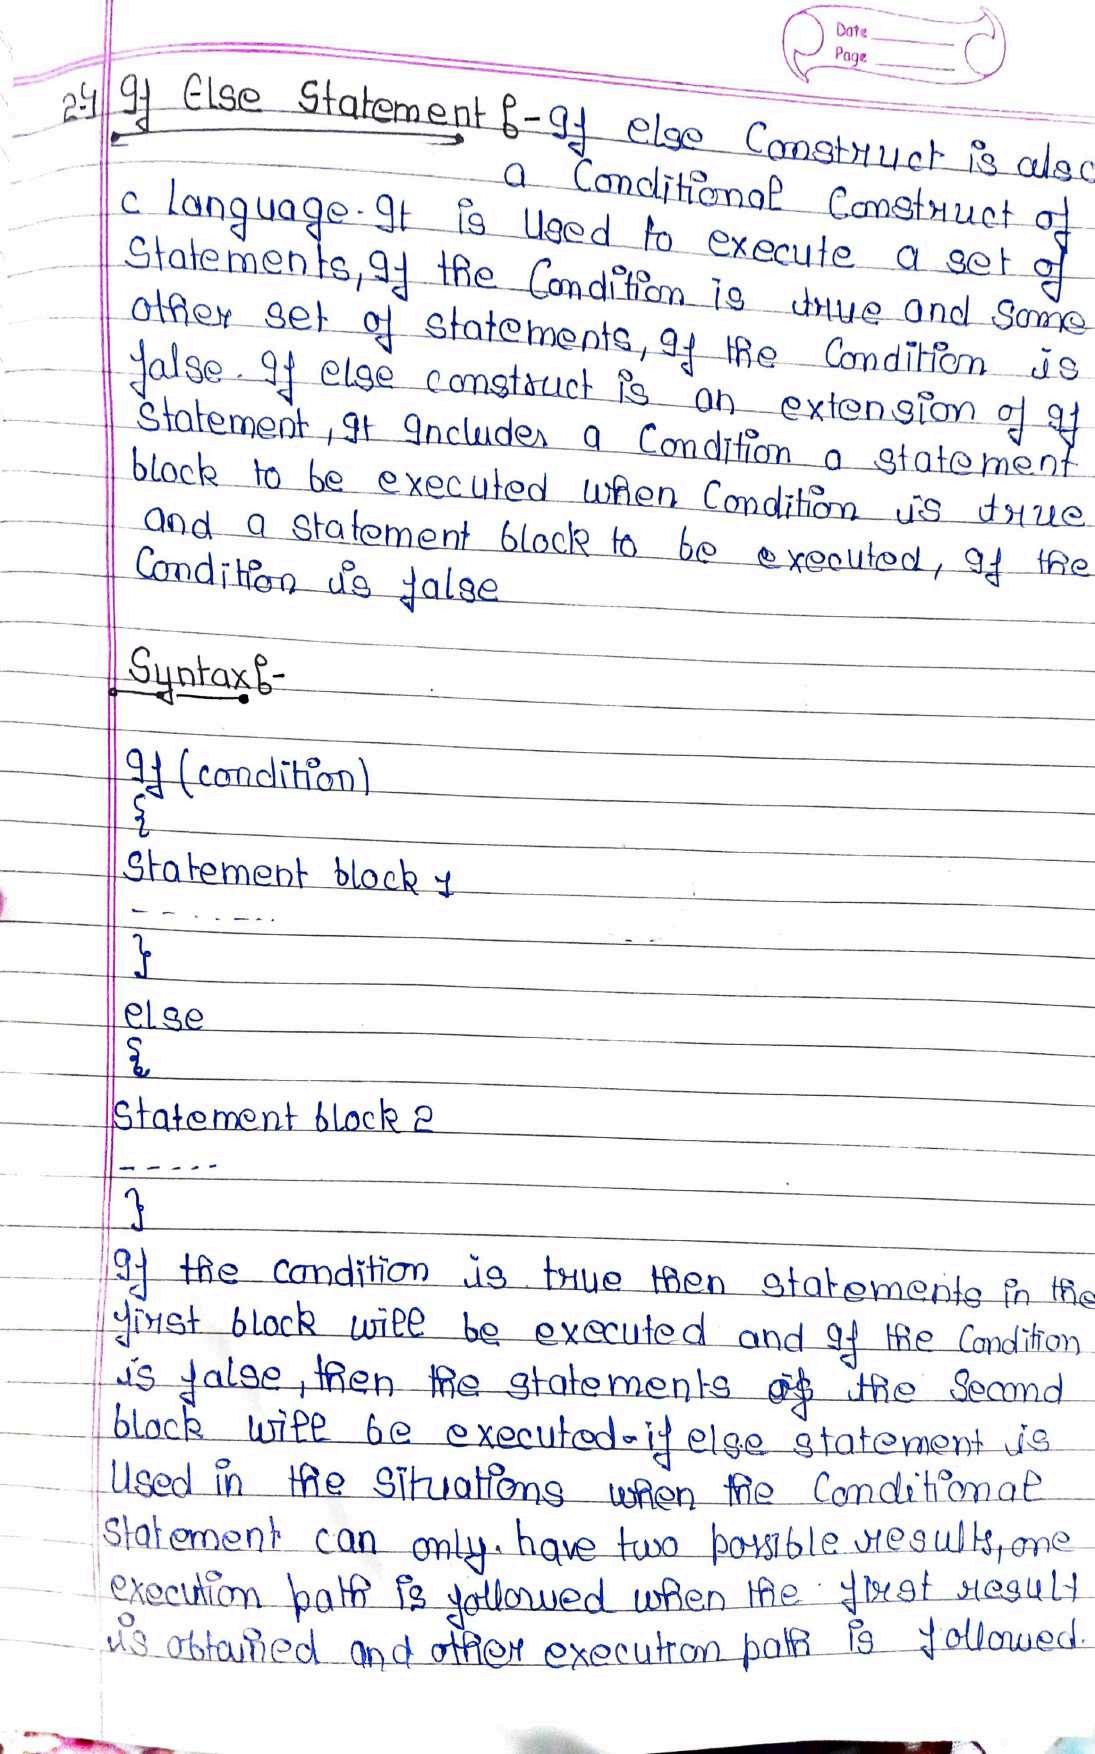 Date
Page
24 If Else Statement :- If else Construct is also
a Conditional Construct of
c language. It is Used to execute a set of
Statements, If the Condition is true and some
other set of statements, If the Condition is
false. If else construct is an extension of If
Statement, It Includes a Condition a statement
block to be executed when Condition is true
and a statement block to be executed, If the
Condition is false
Syntax :-
If (condition)
{
Statement block 1
- - - - - - -
}
else
{
Statement block 2
- - - - -
}
If the condition is true then statements in the
first block will be executed and If the Condition
is false, then the statements of the Second
block will be executed. if else statement is
Used in the situations when the Conditional
statement can only. have two possible results, one
execution path is followed when the first result
is obtained and other execution path is followed.